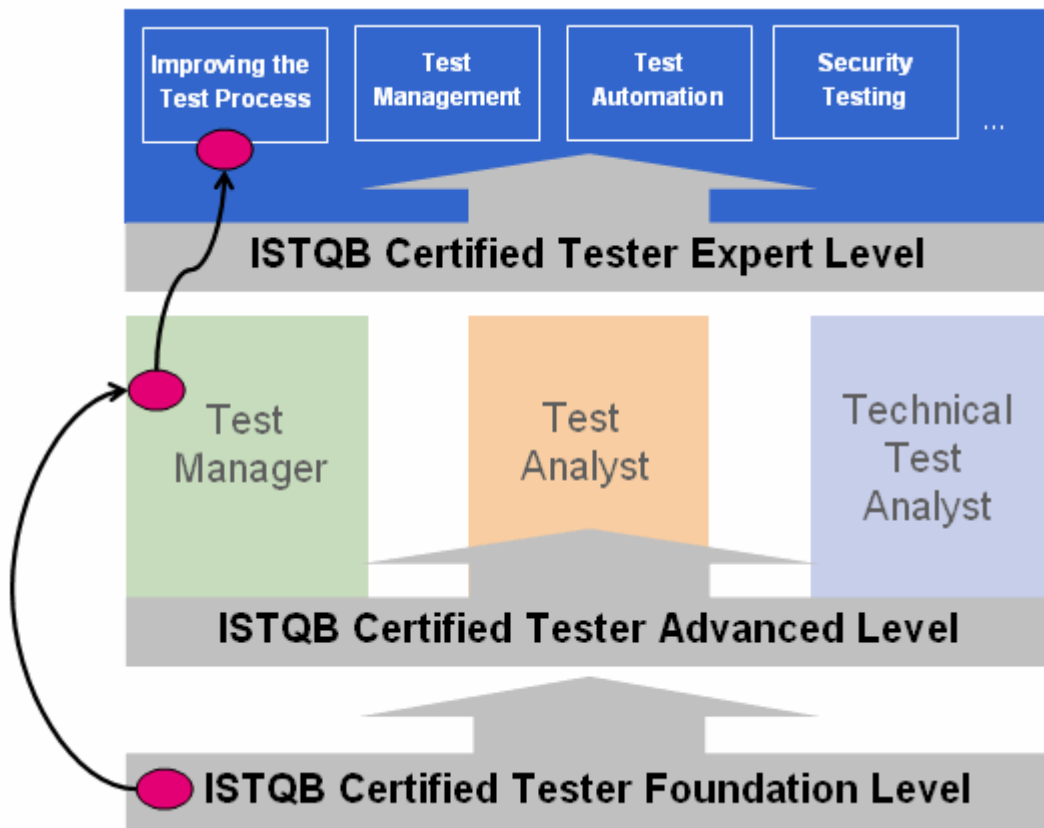 Improving the
Test Process
Test
Management
Test
Automation
Security
Testing
...
ISTQB Certified Tester Expert Level
Test
Manager
Test
Analyst
Technical
Test
Analyst
ISTQB Certified Tester Advanced Level
ISTQB Certified Tester Foundation Level